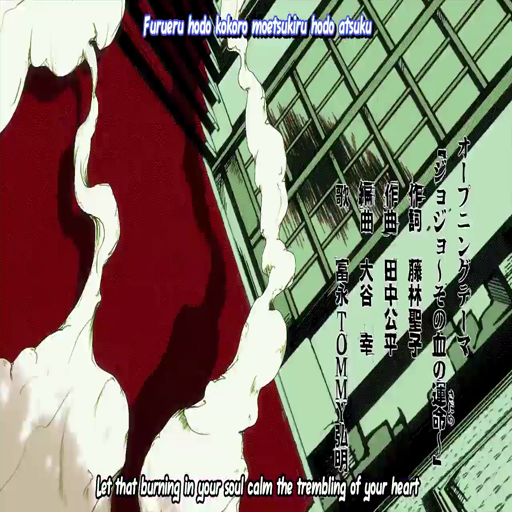 Furueru hodo kokoro moetsukiru hodo atsuku
オープニングテーマ
『ジョジョ~その血の運命~』
さだめ
作詞 藤林聖子
作曲 田中公平
編曲 大谷 幸
歌 富永TOMMY弘明
Let that burning in your soul calm the trembling of your heart